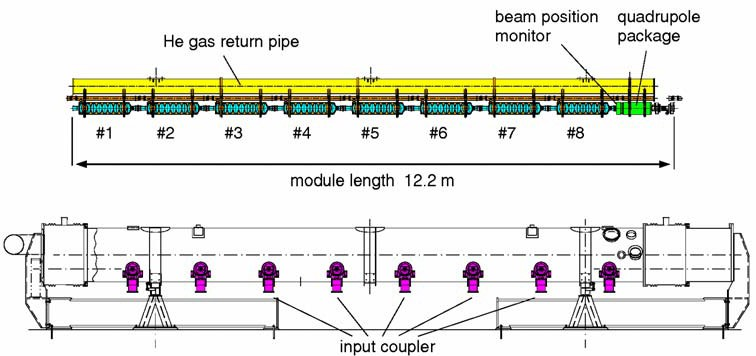 He gas return pipe
beam position
monitor
quadrupole
package
#1 #2 #3 #4 #5 #6 #7 #8
module length 12.2 m
input coupler